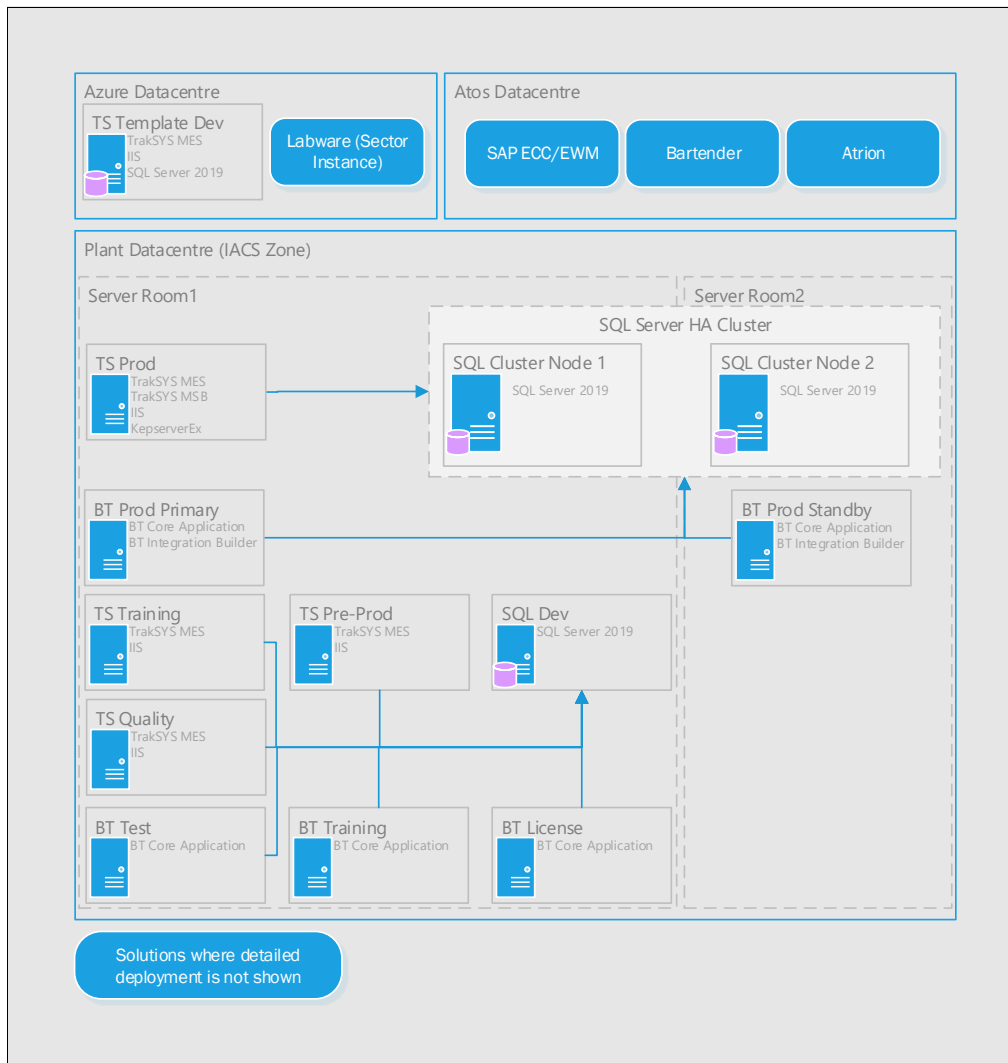 Azure Datacentre
TS Template Dev
TrakSYS MES
IIS
SQL Server 2019
Labware (Sector
Instance)
Atos Datacentre
SAP ECC/EWM
Bartender
Atrion
Plant Datacentre (IACS Zone)
Server Room1
Server Room2
SQL Server HA Cluster
TS Prod
TrakSYS MES
TrakSYS MSB
IIS
KepserverEx
SQL Cluster Node 1
SQL Server 2019
SQL Cluster Node 2
SQL Server 2019
BT Prod Primary
BT Core Application
BT Integration Builder
BT Prod Standby
BT Core Application
BT Integration Builder
TS Training
TrakSYS MES
IIS
TS Pre-Prod
TrakSYS MES
IIS
SQL Dev
SQL Server 2019
TS Quality
TrakSYS MES
IIS
BT Test
BT Core Application
BT Training
BT Core Application
BT License
BT Core Application
Solutions where detailed
deployment is not shown